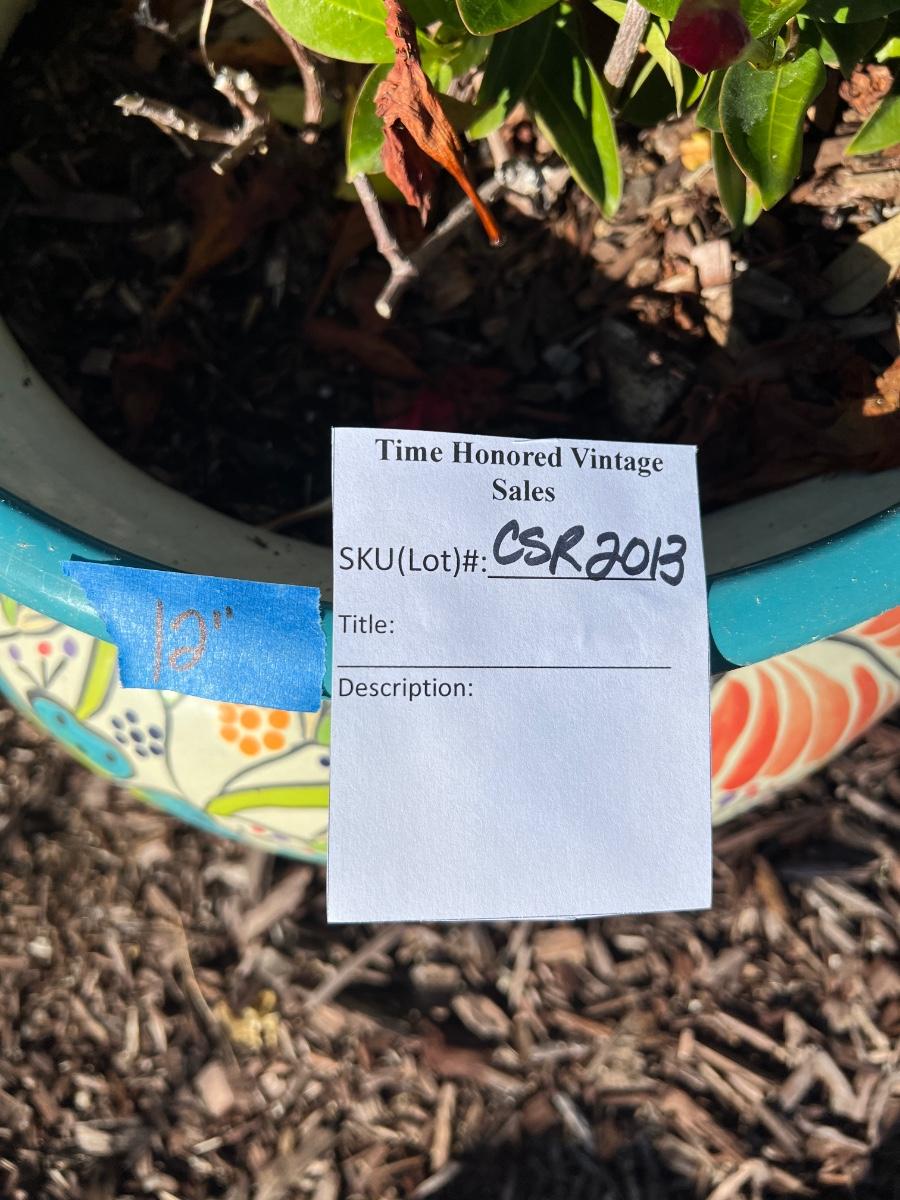 Time Honored Vintage
Sales
SKU(Lot)#: CSR2013
12"
Title:
Description: